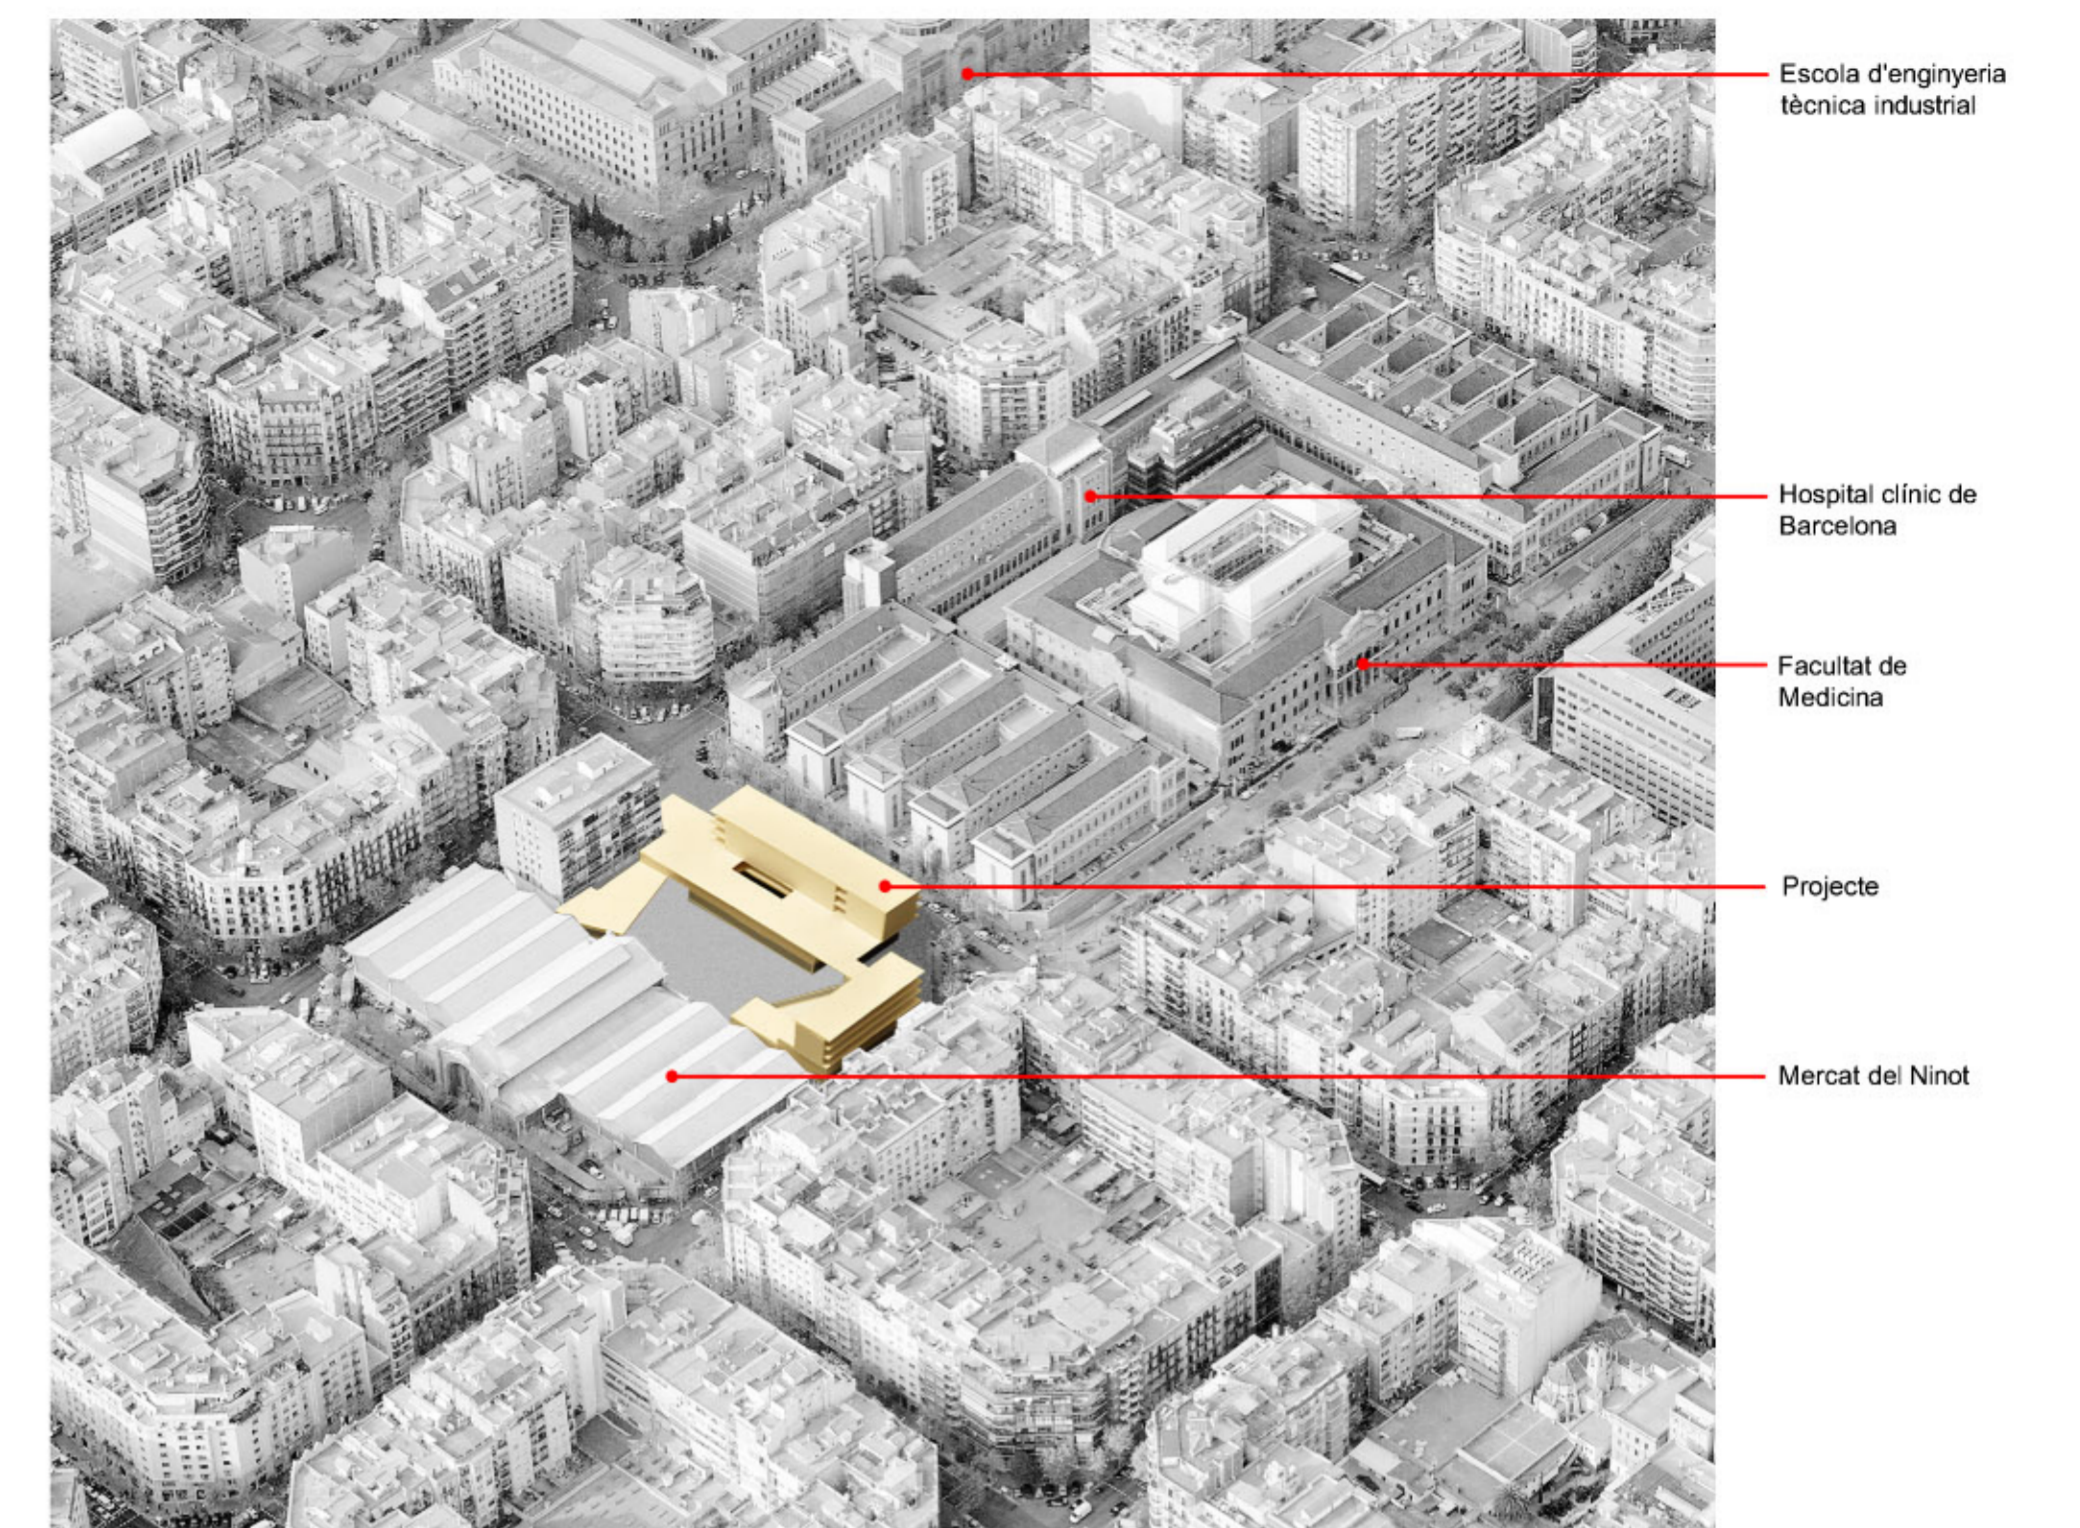 Escola d'enginyeria
tècnica industrial
Hospital clínic de
Barcelona
Facultat de
Medicina
Projecte
Mercat del Ninot